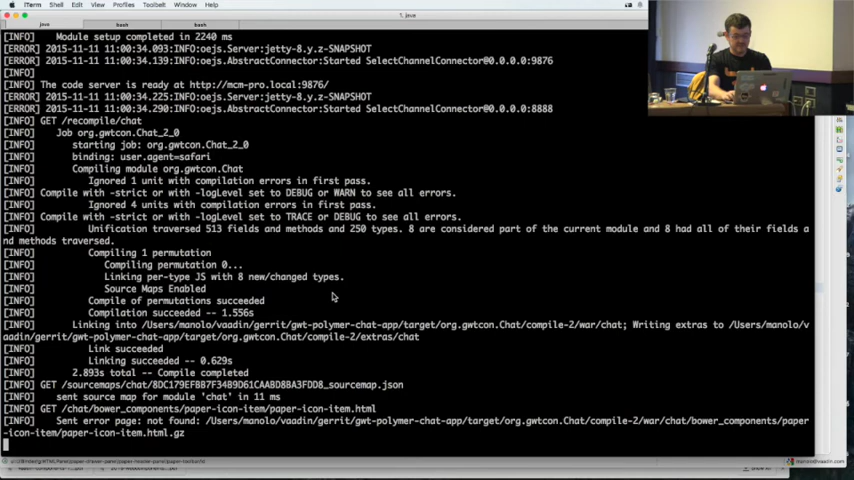 iTerm Shell Edit View Profiles Toolbelt Window Help
1. java
java bash bash
[INFO] Module setup completed in 2240 ms
[ERROR] 2015-11-11 11:00:34.093:INFO:oejs.Server:jetty-8.y.z-SNAPSHOT
[ERROR] 2015-11-11 11:00:34.139:INFO:oejs.AbstractConnector:Started SelectChannelConnector@0.0.0.0:9876
[INFO]
[INFO] The code server is ready at http://mcm-pro.local:9876/
[ERROR] 2015-11-11 11:00:34.225:INFO:oejs.Server:jetty-8.y.z-SNAPSHOT
[ERROR] 2015-11-11 11:00:34.290:INFO:oejs.AbstractConnector:Started SelectChannelConnector@0.0.0.0:8888
[INFO] GET /recompile/chat
[INFO] Job org.gwtcon.Chat_2_0
[INFO] starting job: org.gwtcon.Chat_2_0
[INFO] binding: user.agent=safari
[INFO] Compiling module org.gwtcon.Chat
[INFO] Ignored 1 unit with compilation errors in first pass.
[INFO] Compile with -strict or with -logLevel set to DEBUG or WARN to see all errors.
[INFO] Ignored 4 units with compilation errors in first pass.
[INFO] Compile with -strict or with -logLevel set to TRACE or DEBUG to see all errors.
[INFO] Unification traversed 513 fields and methods and 250 types. 8 are considered part of the current module and 8 had all of their fields a
nd methods traversed.
[INFO] Compiling 1 permutation
[INFO] Compiling permutation 0...
[INFO] Linking per-type JS with 8 new/changed types.
[INFO] Source Maps Enabled
[INFO] Compile of permutations succeeded
[INFO] Compilation succeeded -- 1.556s
[INFO] Linking into /Users/manolo/vaadin/gerrit/gwt-polymer-chat-app/target/org.gwtcon.Chat/compile-2/war/chat; Writing extras to /Users/manolo/v
aadin/gerrit/gwt-polymer-chat-app/target/org.gwtcon.Chat/compile-2/extras/chat
[INFO] Link succeeded
[INFO] Linking succeeded -- 0.629s
[INFO] 2.893s total -- Compile completed
[INFO] GET /sourcemaps/chat/8DC179EFBB7F34B9D61CAABD8BA3FDD8_sourcemap.json
[INFO] sent source map for module 'chat' in 11 ms
[INFO] GET /chat/bower_components/paper-icon-item/paper-icon-item.html
[INFO] Sent error page: not found: /Users/manolo/vaadin/gerrit/gwt-polymer-chat-app/target/org.gwtcon.Chat/compile-2/war/chat/bower_components/paper
-icon-item/paper-icon-item.html.gz